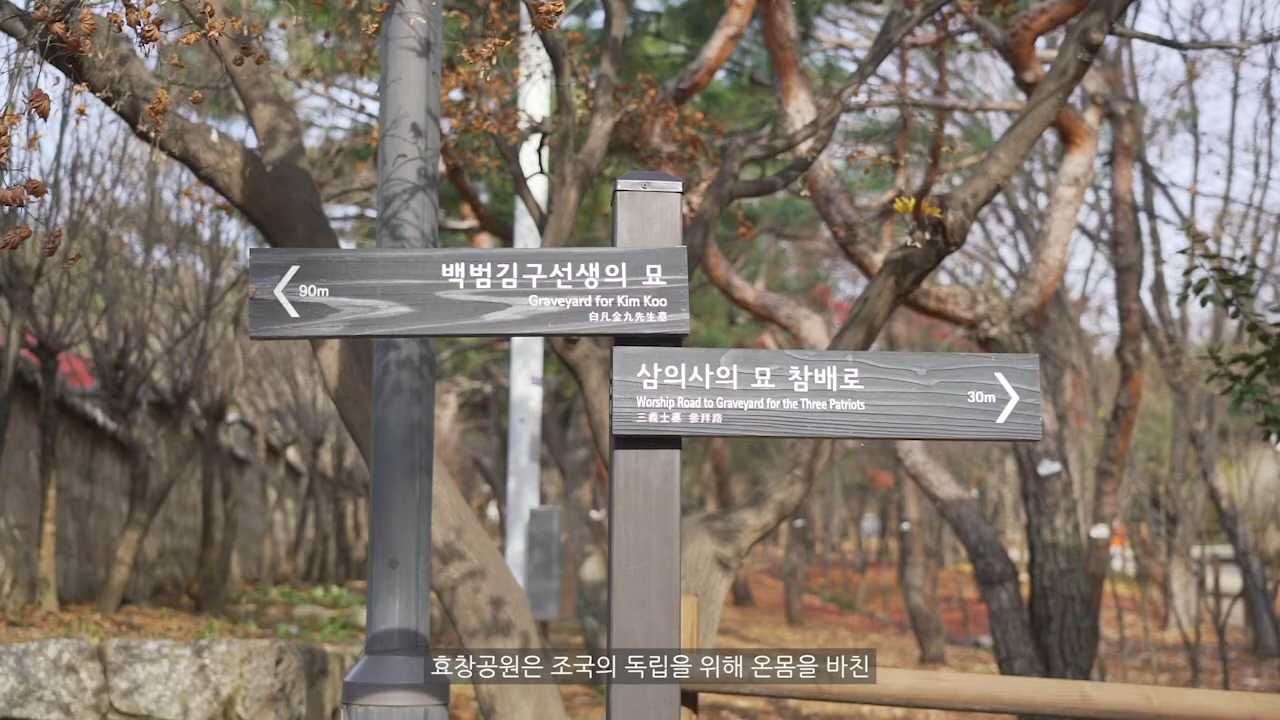 백범김구선생의 묘
90m
Graveyard for Kim Koo
白凡金九先生墓
삼의사의 묘 참배로
30m
Worship Road to Graveyard for the Three Patriots
三義士墓 參拜路
효창공원은 조국의 독립을 위해 온몸을 바친